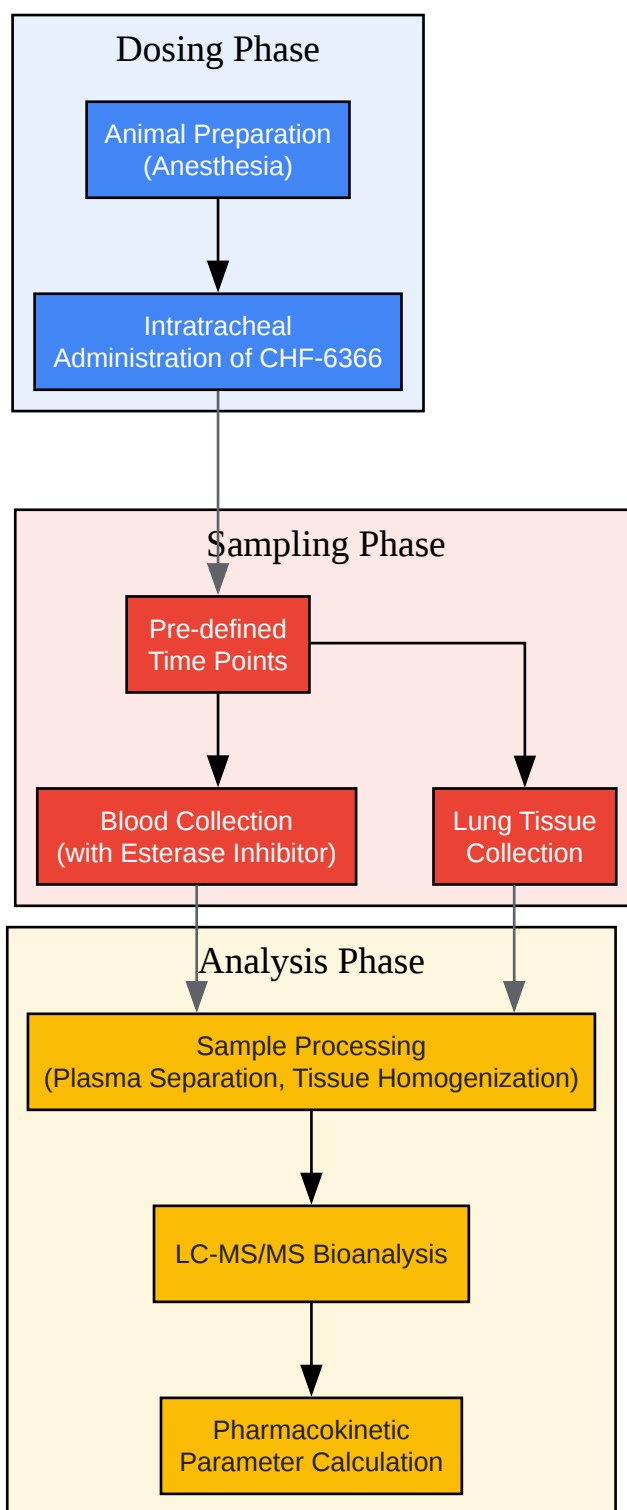 Dosing Phase
Animal Preparation
(Anesthesia)
Intratracheal
Administration of CHF-6366
Sampling Phase
Pre-defined
Time Points
Blood Collection
(with Esterase Inhibitor)
Lung Tissue
Collection
Analysis Phase
Sample Processing
(Plasma Separation, Tissue Homogenization)
LC-MS/MS Bioanalysis
Pharmacokinetic
Parameter Calculation